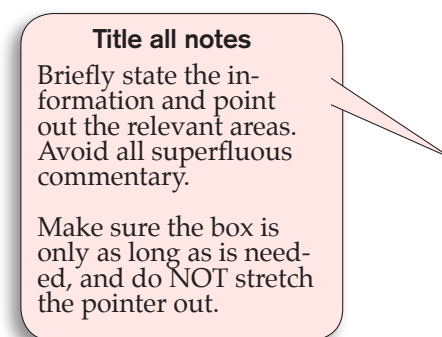 Title all notes
Briefly state the in-
formation and point
out the relevant areas.
Avoid all superfluous
commentary.
Make sure the box is
only as long as is need-
ed, and do NOT stretch
the pointer out.